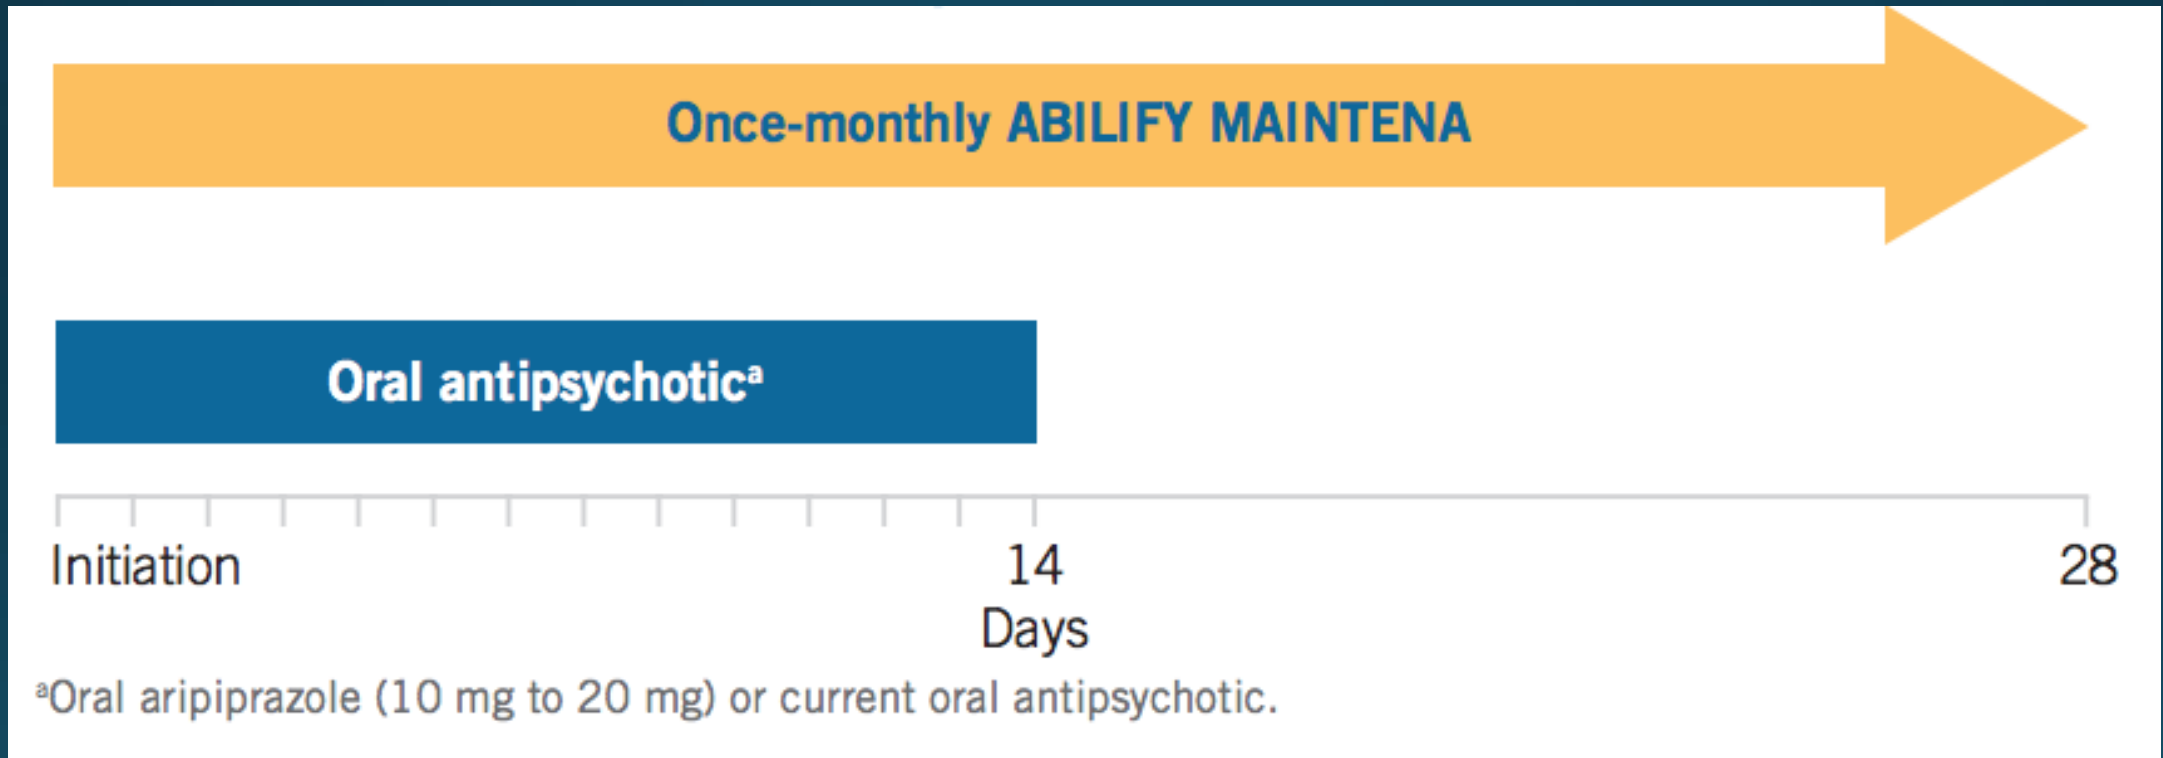 Once-monthly ABILIFY MAINTENA
Oral antipsychoticᵃ
Initiation 14 28
Days
ᵃOral aripiprazole (10 mg to 20 mg) or current oral antipsychotic.